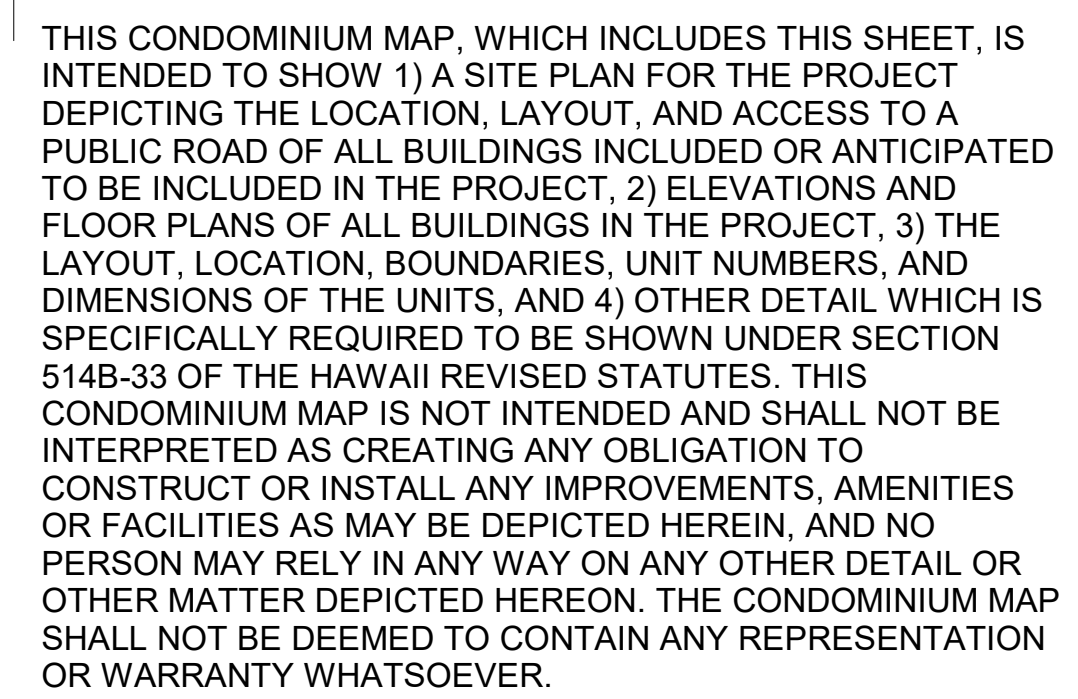 THIS CONDOMINIUM MAP, WHICH INCLUDES THIS SHEET, IS
INTENDED TO SHOW 1) A SITE PLAN FOR THE PROJECT
DEPICTING THE LOCATION, LAYOUT, AND ACCESS TO A
PUBLIC ROAD OF ALL BUILDINGS INCLUDED OR ANTICIPATED
TO BE INCLUDED IN THE PROJECT, 2) ELEVATIONS AND
FLOOR PLANS OF ALL BUILDINGS IN THE PROJECT, 3) THE
LAYOUT, LOCATION, BOUNDARIES, UNIT NUMBERS, AND
DIMENSIONS OF THE UNITS, AND 4) OTHER DETAIL WHICH IS
SPECIFICALLY REQUIRED TO BE SHOWN UNDER SECTION
514B-33 OF THE HAWAII REVISED STATUTES. THIS
CONDOMINIUM MAP IS NOT INTENDED AND SHALL NOT BE
INTERPRETED AS CREATING ANY OBLIGATION TO
CONSTRUCT OR INSTALL ANY IMPROVEMENTS, AMENITIES
OR FACILITIES AS MAY BE DEPICTED HEREIN, AND NO
PERSON MAY RELY IN ANY WAY ON ANY OTHER DETAIL OR
OTHER MATTER DEPICTED HEREON. THE CONDOMINIUM MAP
SHALL NOT BE DEEMED TO CONTAIN ANY REPRESENTATION
OR WARRANTY WHATSOEVER.